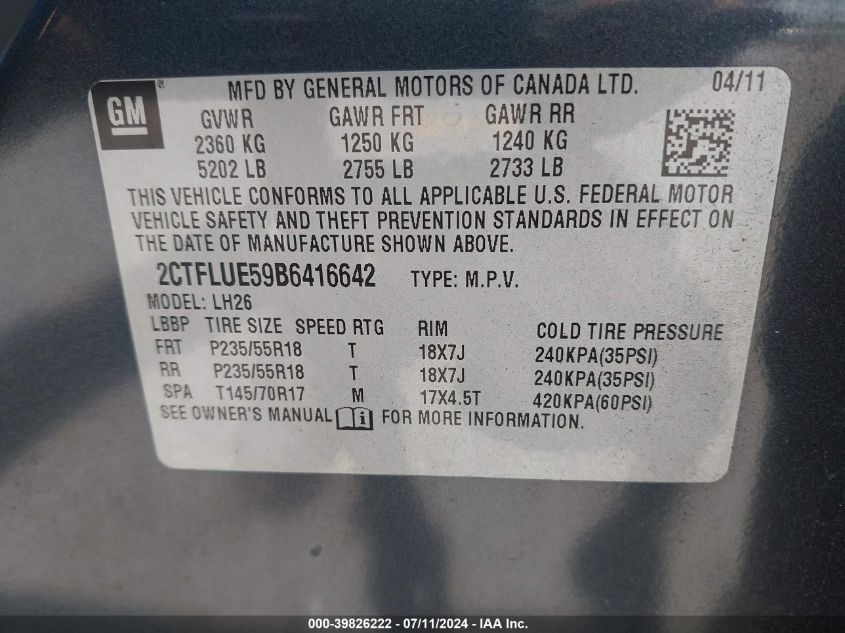 GM ® MFD BY GENERAL MOTORS OF CANADA LTD. 04/11
GVWR GAWR FRT GAWR RR
2360 KG 1250 KG 1240 KG
5202 LB 2755 LB 2733 LB
THIS VEHICLE CONFORMS TO ALL APPLICABLE U.S. FEDERAL MOTOR
VEHICLE SAFETY AND THEFT PREVENTION STANDARDS IN EFFECT ON
THE DATE OF MANUFACTURE SHOWN ABOVE.
2CTFLUE59B6416642 TYPE: M.P.V.
MODEL: LH26
LBBP TIRE SIZE SPEED RTG RIM COLD TIRE PRESSURE
FRT P235/55R18 T 18X7J 240KPA(35PSI)
RR P235/55R18 T 18X7J 240KPA(35PSI)
SPA T145/70R17 M 17X4.5T 420KPA(60PSI)
SEE OWNER'S MANUAL FOR MORE INFORMATION.
000-39826222 - 07/11/2024 - IAA Inc.